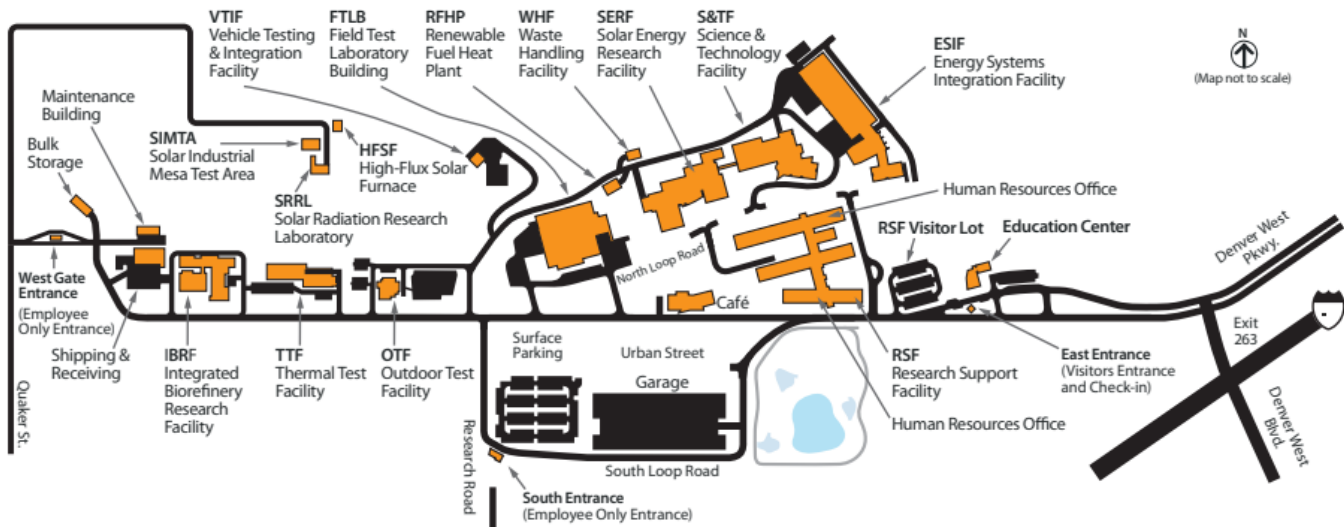 VTIF
Vehicle Testing
& Integration
Facility
FTLB
Field Test
Laboratory
Building
RFHP
Renewable
Fuel Heat
Plant
WHF
Waste
Handling
Facility
SERF
Solar Energy
Research
Facility
S&TF
Science &
Technology
Facility
ESIF
Energy Systems
Integration Facility
N
(Map not to scale)
Maintenance
Building
Bulk
Storage
SIMTA
Solar Industrial
Mesa Test Area
HFSF
High-Flux Solar
Furnace
SRRL
Solar Radiation Research
Laboratory
Human Resources Office
RSF Visitor Lot
Education Center
Denver West
Pkwy.
North Loop Road
West Gate
Entrance
(Employee
Only Entrance)
Café
Shipping &
Receiving
IBRF
Integrated
Biorefinery
Research
Facility
TTF
Thermal Test
Facility
OTF
Outdoor Test
Facility
Surface
Parking
Urban Street
Garage
RSF
Research Support
Facility
Human Resources Office
East Entrance
(Visitors Entrance
and Check-in)
Exit
263
Denver West
Blvd.
Quaker St.
Research Road
South Loop Road
South Entrance
(Employee Only Entrance)